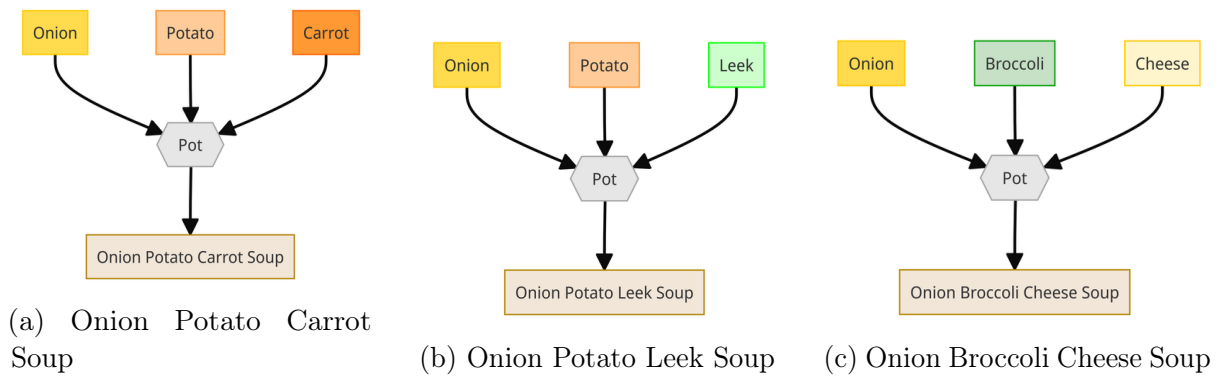 Onion
Potato
Carrot
Pot
Onion Potato Carrot Soup
(a) Onion Potato Carrot
Soup
Onion
Potato
Leek
Pot
Onion Potato Leek Soup
(b) Onion Potato Leek Soup
Onion
Broccoli
Cheese
Pot
Onion Broccoli Cheese Soup
(c) Onion Broccoli Cheese Soup